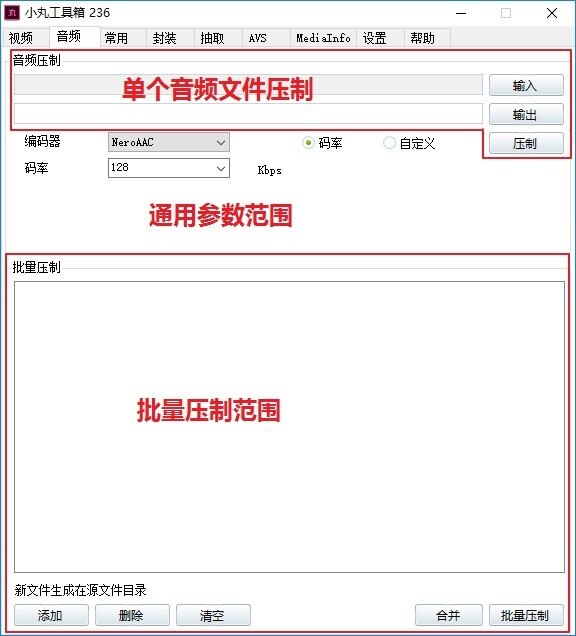 小丸工具箱 236
视频 音频 常用 封装 抽取 AVS MediaInfo 设置 帮助
音频压制
单个音频文件压制
输入
输出
编码器 NeroAAC 码率 自定义 压制
码率 128 Kbps
通用参数范围
批量压制
批量压制范围
新文件生成在源文件目录
添加 删除 清空 合并 批量压制